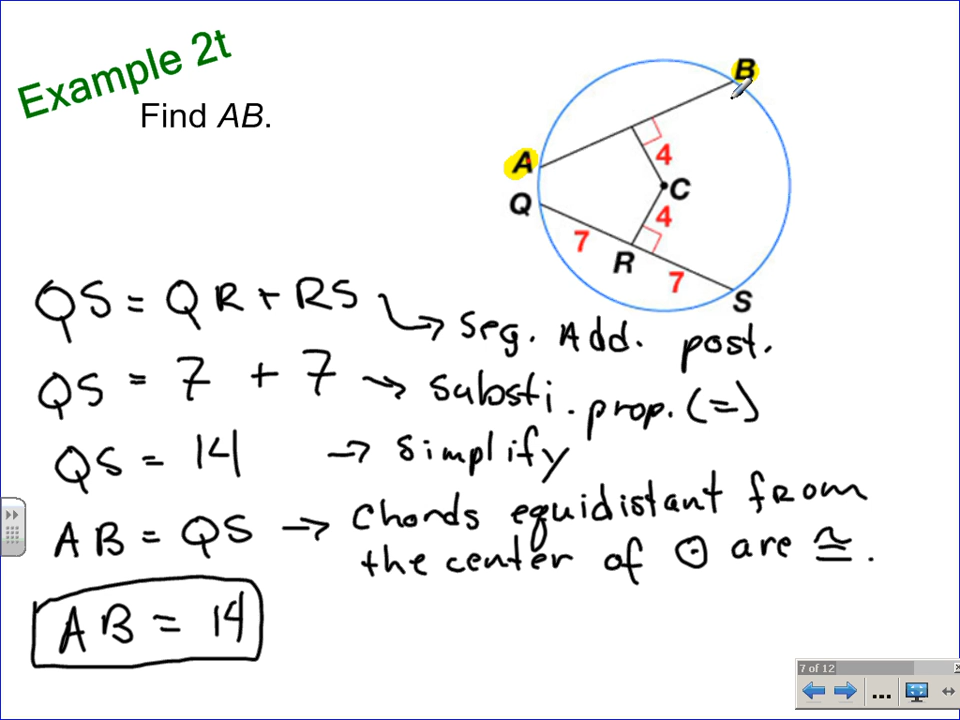 Example 2t
Find AB.
B
A
4
C
Q
4
7
R
7
S
QS = QR + RS → seg. Add. post.
QS = 7 + 7 → substi. prop. (=)
QS = 14 → simplify
AB = QS → chords equidistant from
the center of ⊙ are ≅.
AB = 14
7 of 12
...